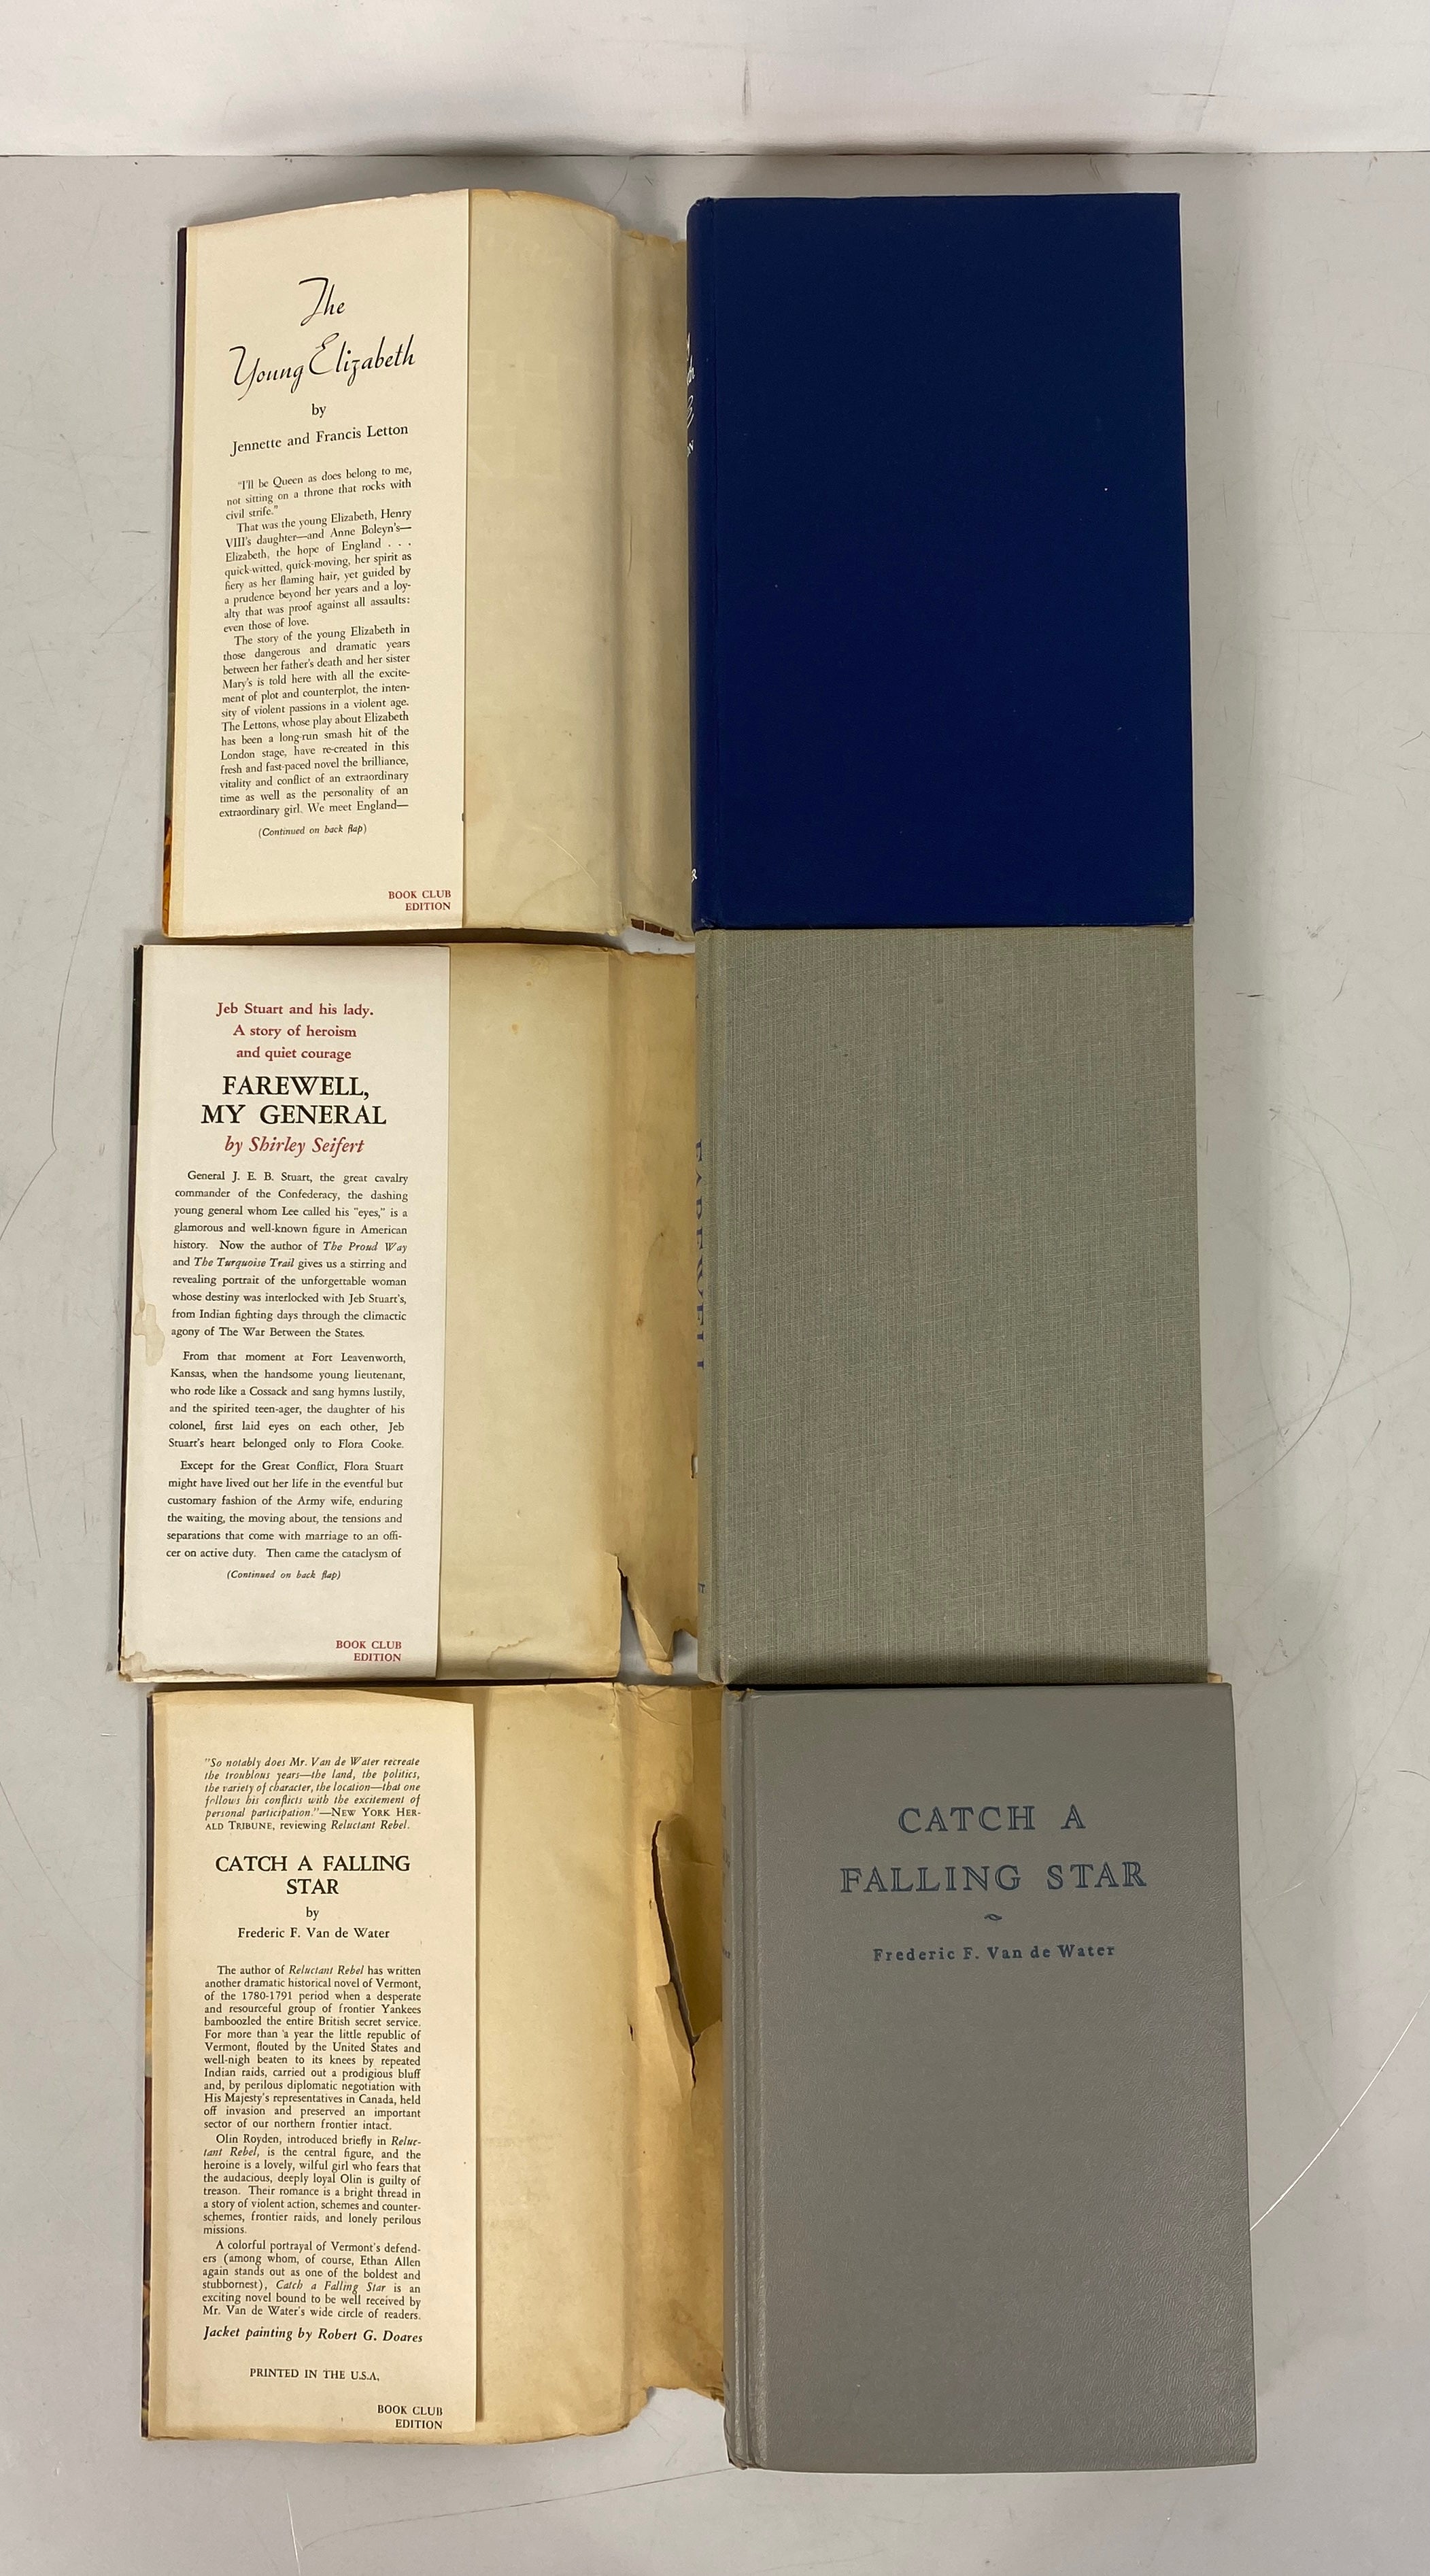 The
Young Elizabeth
by
Jennette and Francis Letton
"I'll be Queen as does belong to me,
not sitting on a throne that rocks with
civil strife."
That was the young Elizabeth, Henry
VIII's daughter—and Anne Boleyn's—
Elizabeth, the hope of England . . .
quick-witted, quick-moving, her spirit as
fiery as her flaming hair, yet guided by
a prudence beyond her years and a loy-
alty that was proof against all assaults:
even those of love.
The story of the young Elizabeth in
those dangerous and dramatic years
between her father's death and her sister
Mary's is told here with all the excite-
ment of plot and counterplot, the inten-
sity of violent passions in a violent age.
The Lettons, whose play about Elizabeth
has been a long-run smash hit of the
London stage, have re-created in this
fresh and fast-paced novel the brilliance,
vitality and conflict of an extraordinary
time as well as the personality of an
extraordinary girl. We meet England—
(Continued on back flap)
BOOK CLUB
EDITION
Jeb Stuart and his lady.
A story of heroism
and quiet courage
FAREWELL,
MY GENERAL
by Shirley Seifert
General J. E. B. Stuart, the great cavalry
commander of the Confederacy, the dashing
young general whom Lee called his "eyes," is a
glamorous and well-known figure in American
history. Now the author of The Proud Way
and The Turquoise Trail gives us a stirring and
revealing portrait of the unforgettable woman
whose destiny was interlocked with Jeb Stuart's,
from Indian fighting days through the climactic
agony of The War Between the States.
From that moment at Fort Leavenworth,
Kansas, when the handsome young lieutenant,
who rode like a Cossack and sang hymns lustily,
and the spirited teen-ager, the daughter of his
colonel, first laid eyes on each other, Jeb
Stuart's heart belonged only to Flora Cooke.
Except for the Great Conflict, Flora Stuart
might have lived out her life in the eventful but
customary fashion of the Army wife, enduring
the waiting, the moving about, the tensions and
separations that come with marriage to an offi-
cer on active duty. Then came the cataclysm of
(Continued on back flap)
BOOK CLUB
EDITION
FAREWELL
"So notably does Mr. Van de Water recreate
the troublous years—the land, the politics,
the variety of character, the location—that one
follows his conflicts with the excitement of
personal participation."—NEW YORK HER-
ALD TRIBUNE, reviewing Reluctant Rebel.
CATCH A FALLING
STAR
by
Frederic F. Van de Water
The author of Reluctant Rebel has written
another dramatic historical novel of Vermont,
of the 1780-1791 period when a desperate
and resourceful group of frontier Yankees
bamboozled the entire British secret service.
For more than a year the little republic of
Vermont, flouted by the United States and
well-nigh beaten to its knees by repeated
Indian raids, carried out a prodigious bluff
and, by perilous diplomatic negotiation with
His Majesty's representatives in Canada, held
off invasion and preserved an important
sector of our northern frontier intact.
Olin Royden, introduced briefly in Reluc-
tant Rebel, is the central figure, and the
heroine is a lovely, wilful girl who fears that
the audacious, deeply loyal Olin is guilty of
treason. Their romance is a bright thread in
a story of violent action, schemes and counter-
schemes, frontier raids, and lonely perilous
missions.
A colorful portrayal of Vermont's defend-
ers (among whom, of course, Ethan Allen
again stands out as one of the boldest and
stubbornest), Catch a Falling Star is an
exciting novel bound to be well received by
Mr. Van de Water's wide circle of readers.
Jacket painting by Robert G. Doares
PRINTED IN THE U.S.A.
BOOK CLUB
EDITION
CATCH A
FALLING STAR
Frederic F. Van de Water